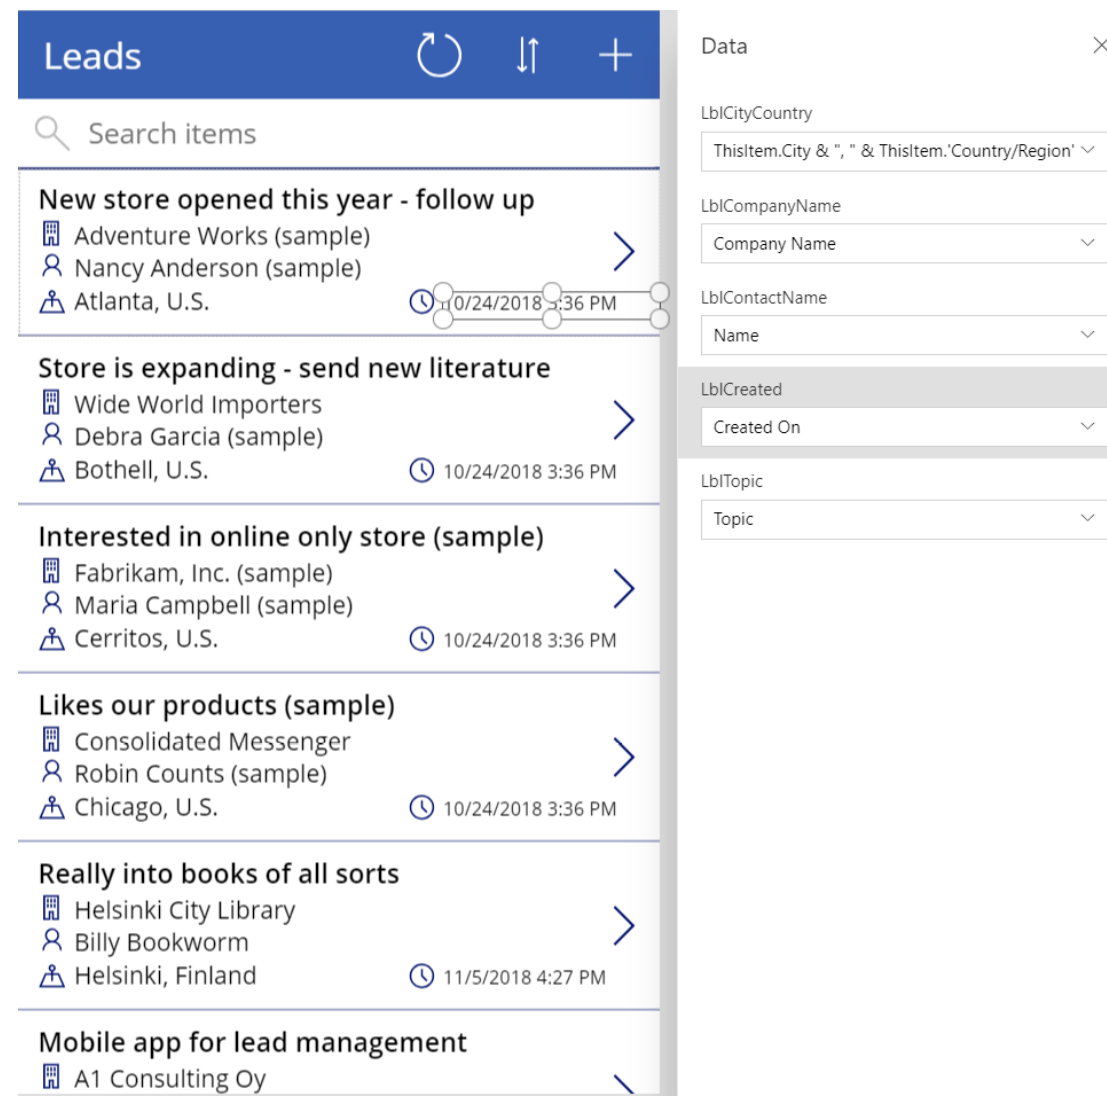 Leads
Search items
New store opened this year - follow up
Adventure Works (sample)
Nancy Anderson (sample)
Atlanta, U.S.
10/24/2018 3:36 PM
Store is expanding - send new literature
Wide World Importers
Debra Garcia (sample)
Bothell, U.S.
10/24/2018 3:36 PM
Interested in online only store (sample)
Fabrikam, Inc. (sample)
Maria Campbell (sample)
Cerritos, U.S.
10/24/2018 3:36 PM
Likes our products (sample)
Consolidated Messenger
Robin Counts (sample)
Chicago, U.S.
10/24/2018 3:36 PM
Really into books of all sorts
Helsinki City Library
Billy Bookworm
Helsinki, Finland
11/5/2018 4:27 PM
Mobile app for lead management
A1 Consulting Oy
Data
LblCityCountry
ThisItem.City & ", " & ThisItem.'Country/Region'
LblCompanyName
Company Name
LblContactName
Name
LblCreated
Created On
LblTopic
Topic